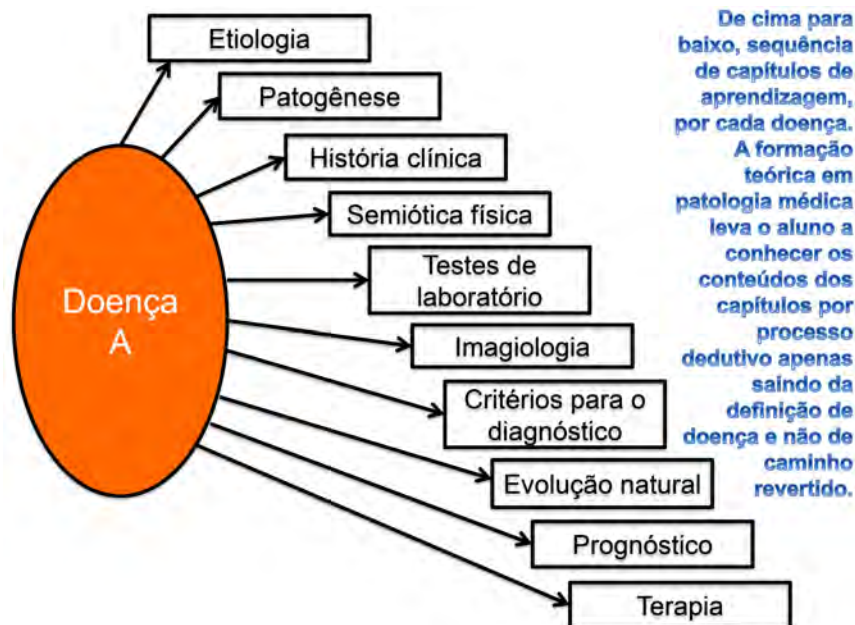 Etiologia
Patogênese
História clínica
Semiótica física
Testes de
laboratório
Imagiologia
Critérios para o
diagnóstico
Evolução natural
Prognóstico
Terapia
Doença
A
De cima para
baixo, sequência
de capítulos de
aprendizagem,
por cada doença.
A formação
teórica em
patologia médica
leva o aluno a
conhecer os
conteúdos dos
capítulos por
processo
dedutivo apenas
saindo da
definição de
doença e não de
caminho
revertido.